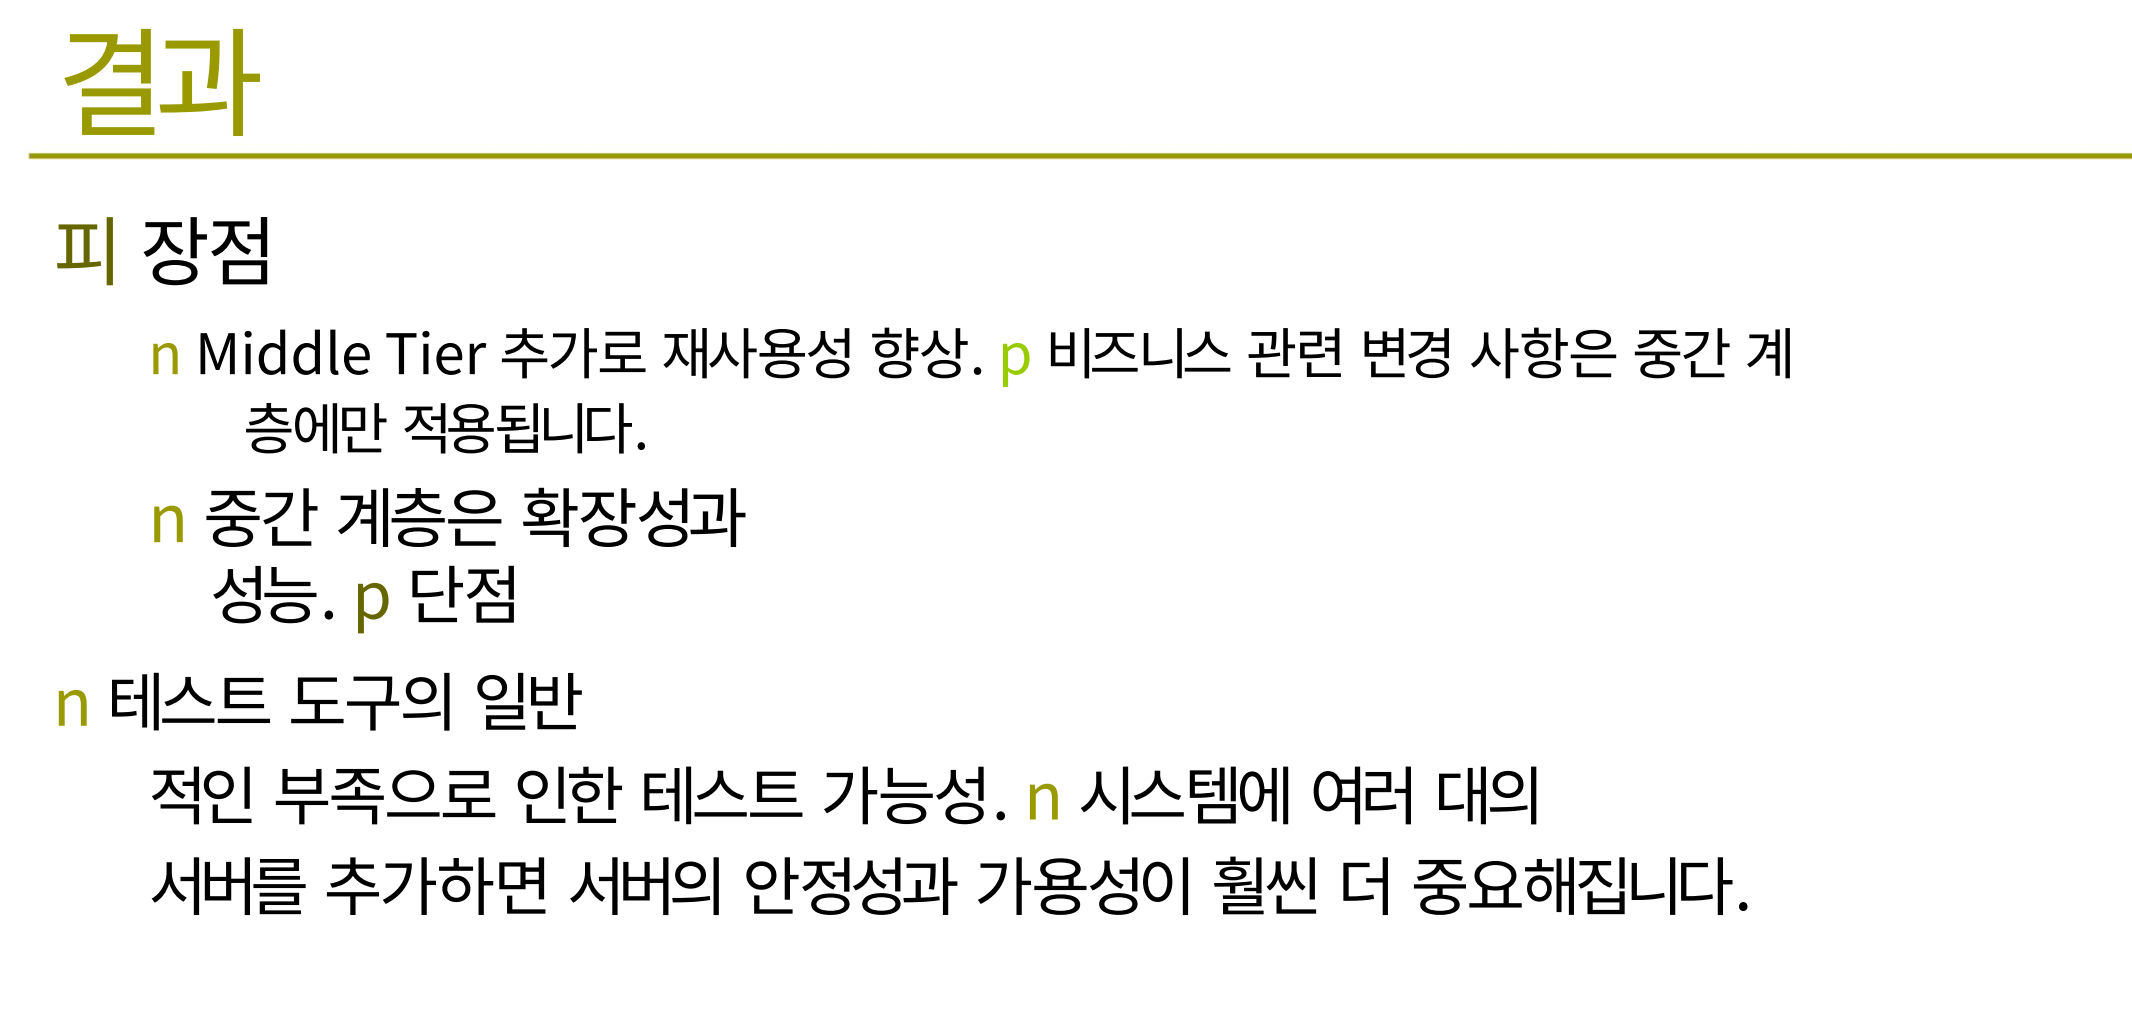 결과
피 장점
n Middle Tier 추가로 재사용성 향상. p 비즈니스 관련 변경 사항은 중간 계
층에만 적용됩니다.
n 중간 계층은 확장성과
성능. p 단점
n 테스트 도구의 일반
적인 부족으로 인한 테스트 가능성. n 시스템에 여러 대의
서버를 추가하면 서버의 안정성과 가용성이 훨씬 더 중요해집니다.